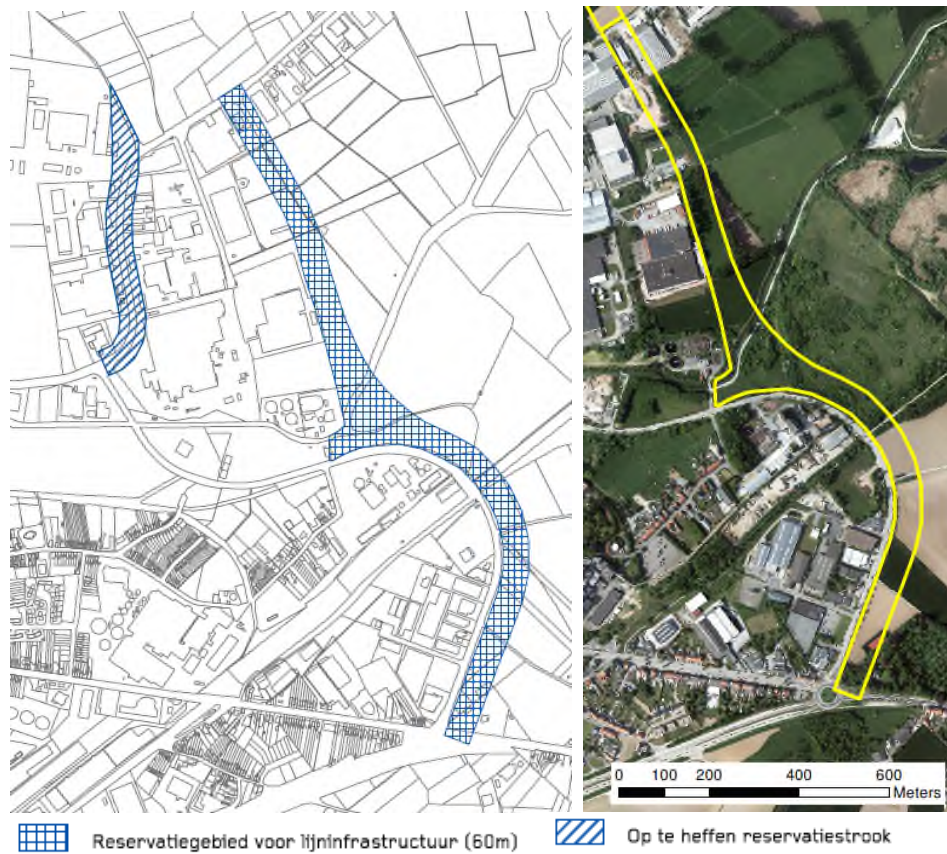 0 100 200 400 600
Meters
Reservatiegebied voor lijninfrastructuur (60m)
Op te heffen reservatiestrook